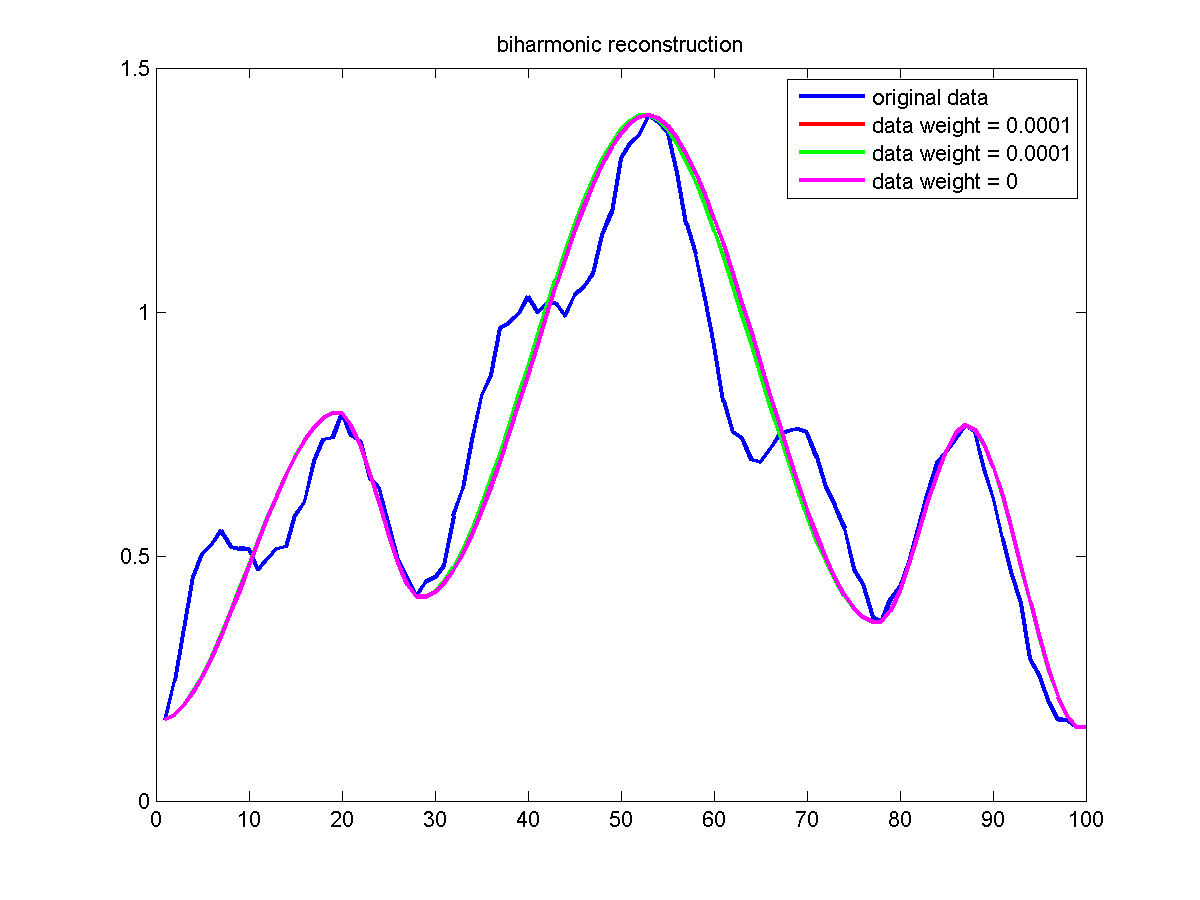 biharmonic reconstruction
1.5
original data
data weight = 0.0001
data weight = 0.0001
data weight = 0
1
0.5
0
0 10 20 30 40 50 60 70 80 90 100